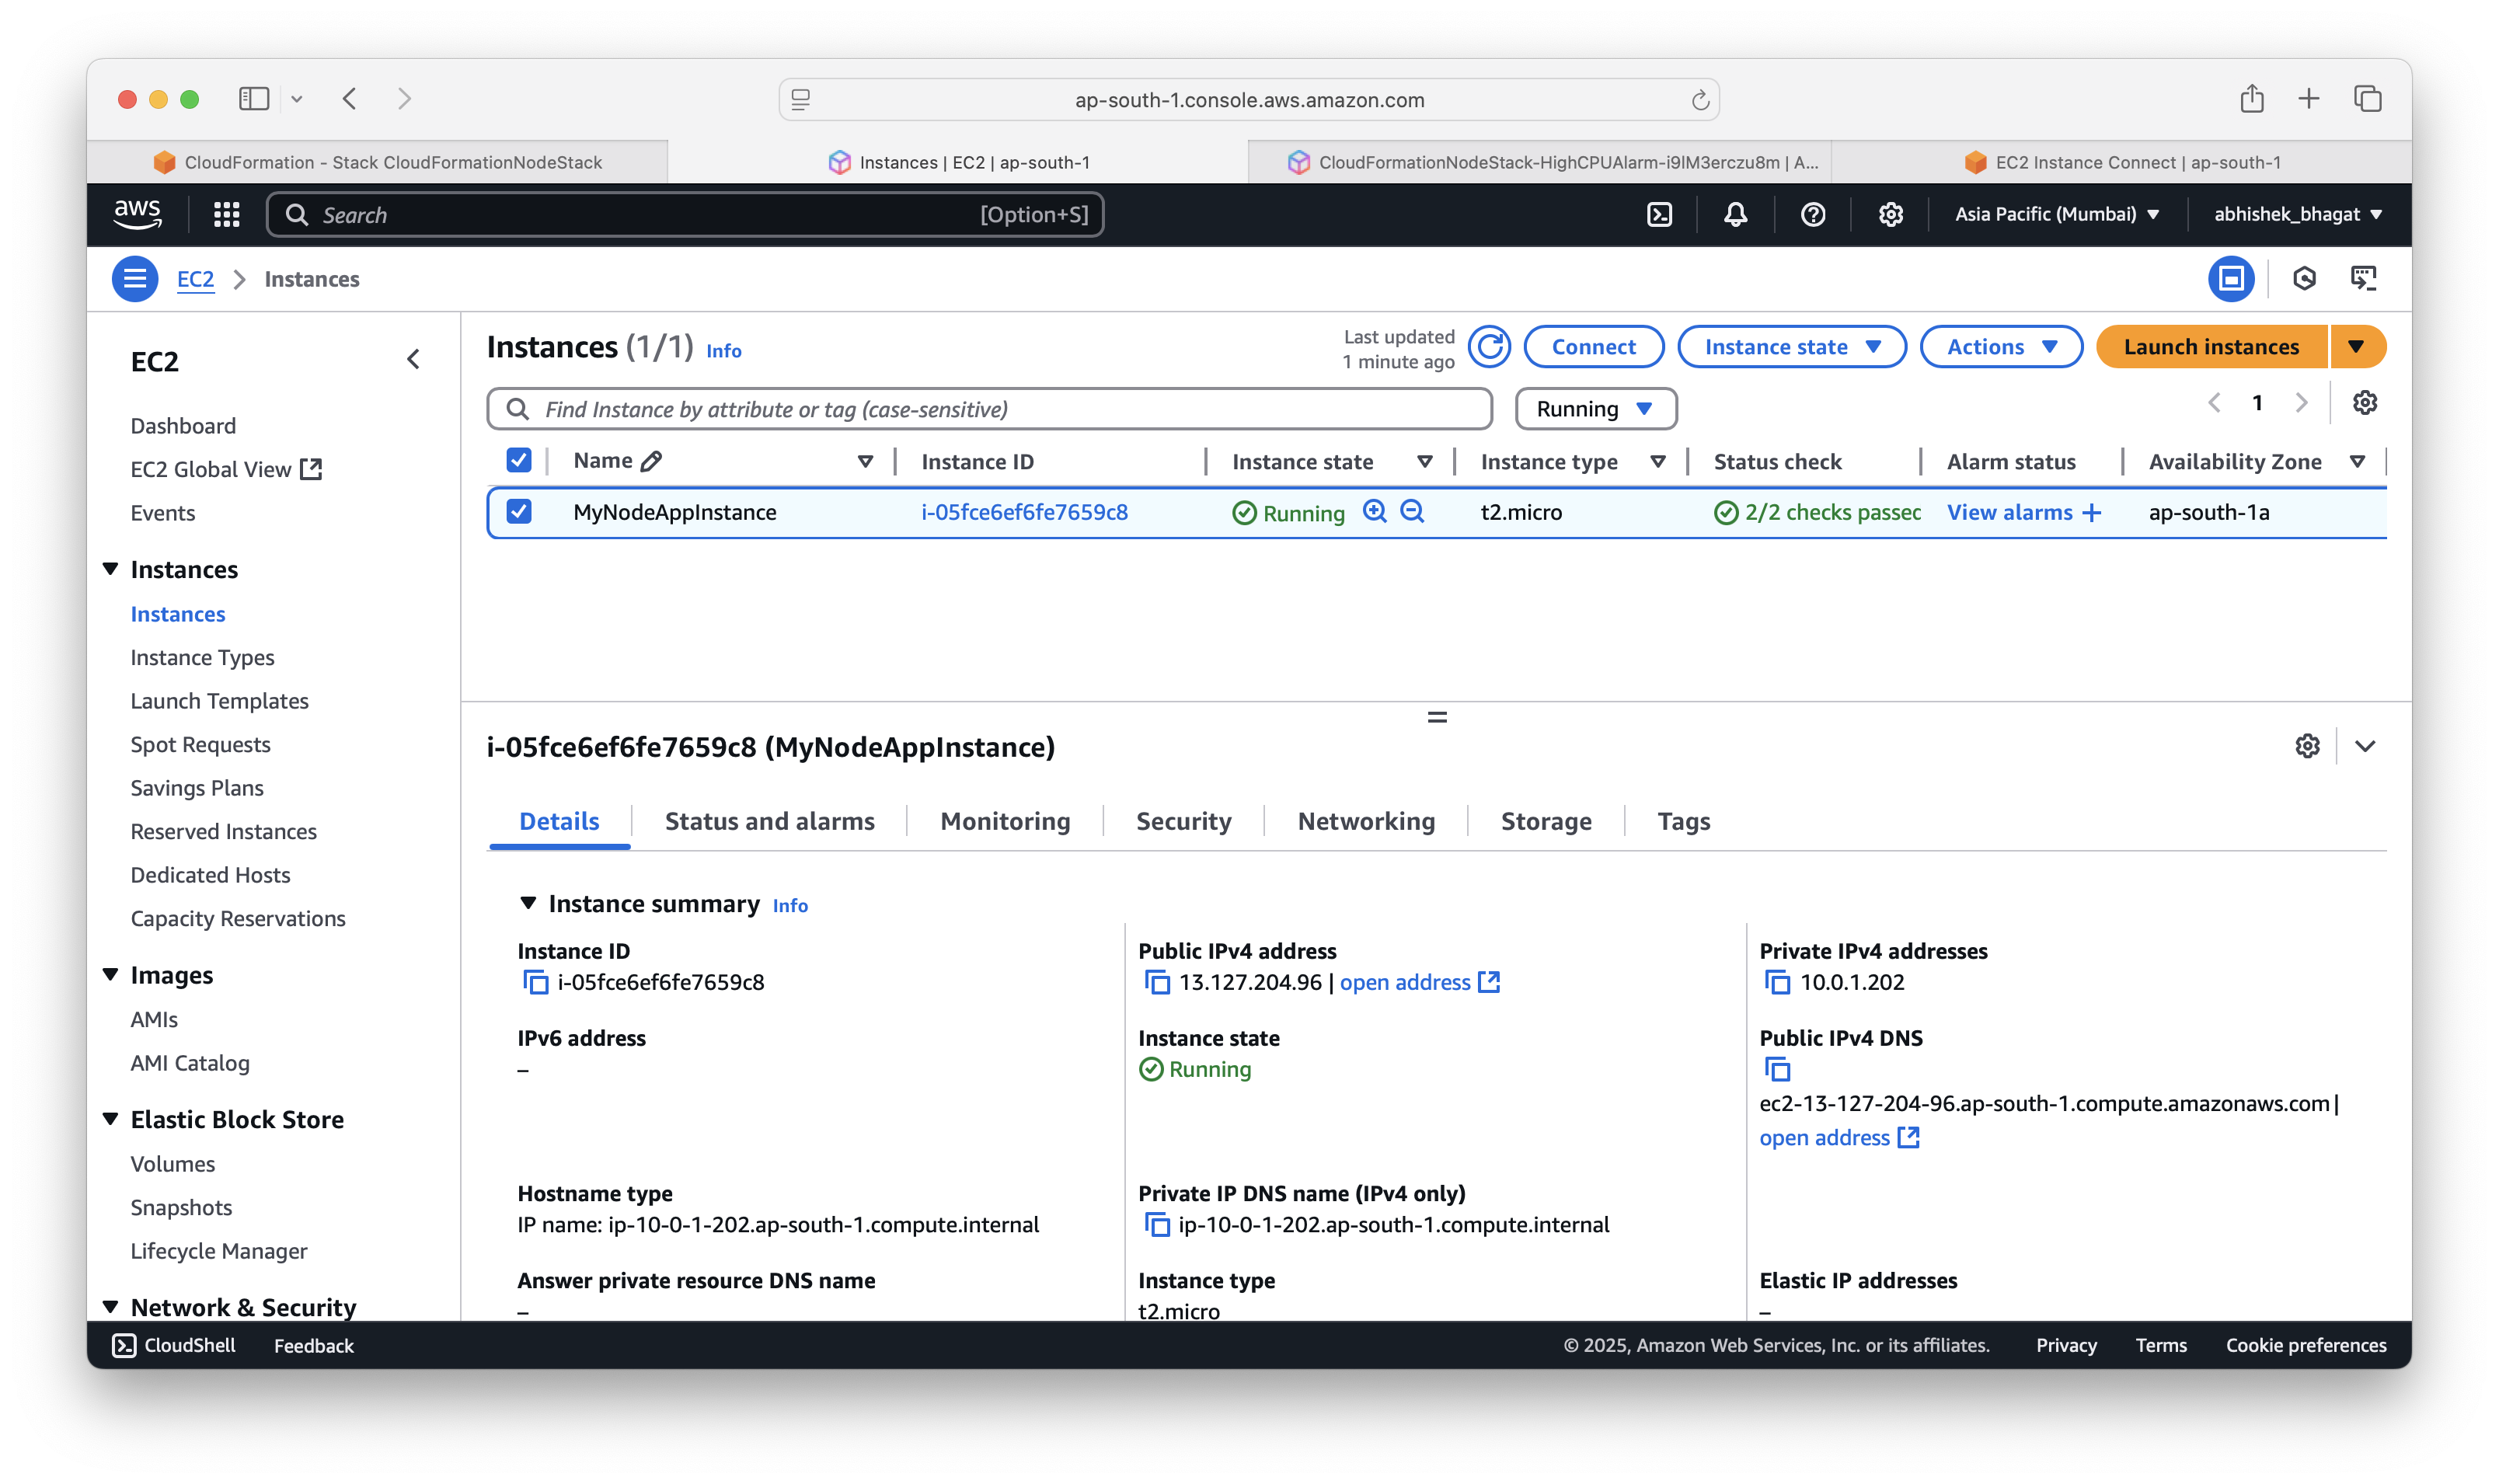 ap-south-1.console.aws.amazon.com
CloudFormation - Stack CloudFormationNodeStack
Instances | EC2 | ap-south-1
CloudFormationNodeStack-HighCPUAlarm-i9lM3erczu8m | A...
EC2 Instance Connect | ap-south-1
aws
Search
[Option+S]
Asia Pacific (Mumbai)
abhishek_bhagat
EC2
Instances
EC2
Dashboard
EC2 Global View
Events
Instances
Instances
Instance Types
Launch Templates
Spot Requests
Savings Plans
Reserved Instances
Dedicated Hosts
Capacity Reservations
Images
AMIs
AMI Catalog
Elastic Block Store
Volumes
Snapshots
Lifecycle Manager
Network & Security
Instances (1/1) Info
Last updated
1 minute ago
Connect
Instance state
Actions
Launch instances
Find Instance by attribute or tag (case-sensitive)
Running
1
Name
Instance ID
Instance state
Instance type
Status check
Alarm status
Availability Zone
MyNodeAppInstance
i-05fce6ef6fe7659c8
Running
t2.micro
2/2 checks passec
View alarms
ap-south-1a
i-05fce6ef6fe7659c8 (MyNodeAppInstance)
Details
Status and alarms
Monitoring
Security
Networking
Storage
Tags
Instance summary Info
Instance ID
i-05fce6ef6fe7659c8
Public IPv4 address
13.127.204.96 | open address
Private IPv4 addresses
10.0.1.202
IPv6 address
–
Instance state
Running
Public IPv4 DNS
ec2-13-127-204-96.ap-south-1.compute.amazonaws.com |
open address
Hostname type
IP name: ip-10-0-1-202.ap-south-1.compute.internal
Private IP DNS name (IPv4 only)
ip-10-0-1-202.ap-south-1.compute.internal
Answer private resource DNS name
–
Instance type
t2.micro
Elastic IP addresses
–
CloudShell
Feedback
© 2025, Amazon Web Services, Inc. or its affiliates.
Privacy
Terms
Cookie preferences